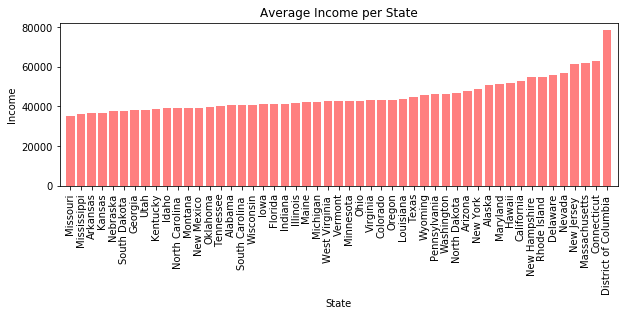 Average Income per State
80000
60000
40000
20000
0
Income
Missouri
Mississippi
Arkansas
Kansas
Nebraska
South Dakota
Georgia
Utah
Kentucky
Idaho
North Carolina
Montana
New Mexico
Oklahoma
Tennessee
Alabama
South Carolina
Wisconsin
Iowa
Florida
Indiana
Illinois
Maine
Michigan
West Virginia
Vermont
Minnesota
Ohio
Virginia
Colorado
Oregon
Louisiana
Texas
Wyoming
Pennsylvania
Washington
North Dakota
Arizona
New York
Alaska
Maryland
Hawaii
California
New Hampshire
Rhode Island
Delaware
Nevada
New Jersey
Massachusetts
Connecticut
District of Columbia
State